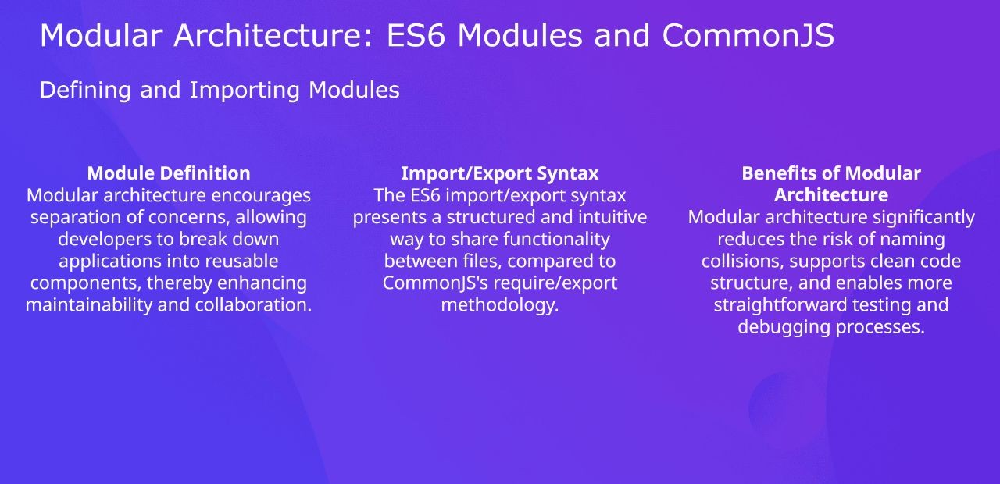 Modular Architecture: ES6 Modules and CommonJS
Defining and Importing Modules
Module Definition
Modular architecture encourages
separation of concerns, allowing
developers to break down
applications into reusable
components, thereby enhancing
maintainability and collaboration.
Import/Export Syntax
The ES6 import/export syntax
presents a structured and intuitive
way to share functionality
between files, compared to
CommonJS's require/export
methodology.
Benefits of Modular
Architecture
Modular architecture significantly
reduces the risk of naming
collisions, supports clean code
structure, and enables more
straightforward testing and
debugging processes.